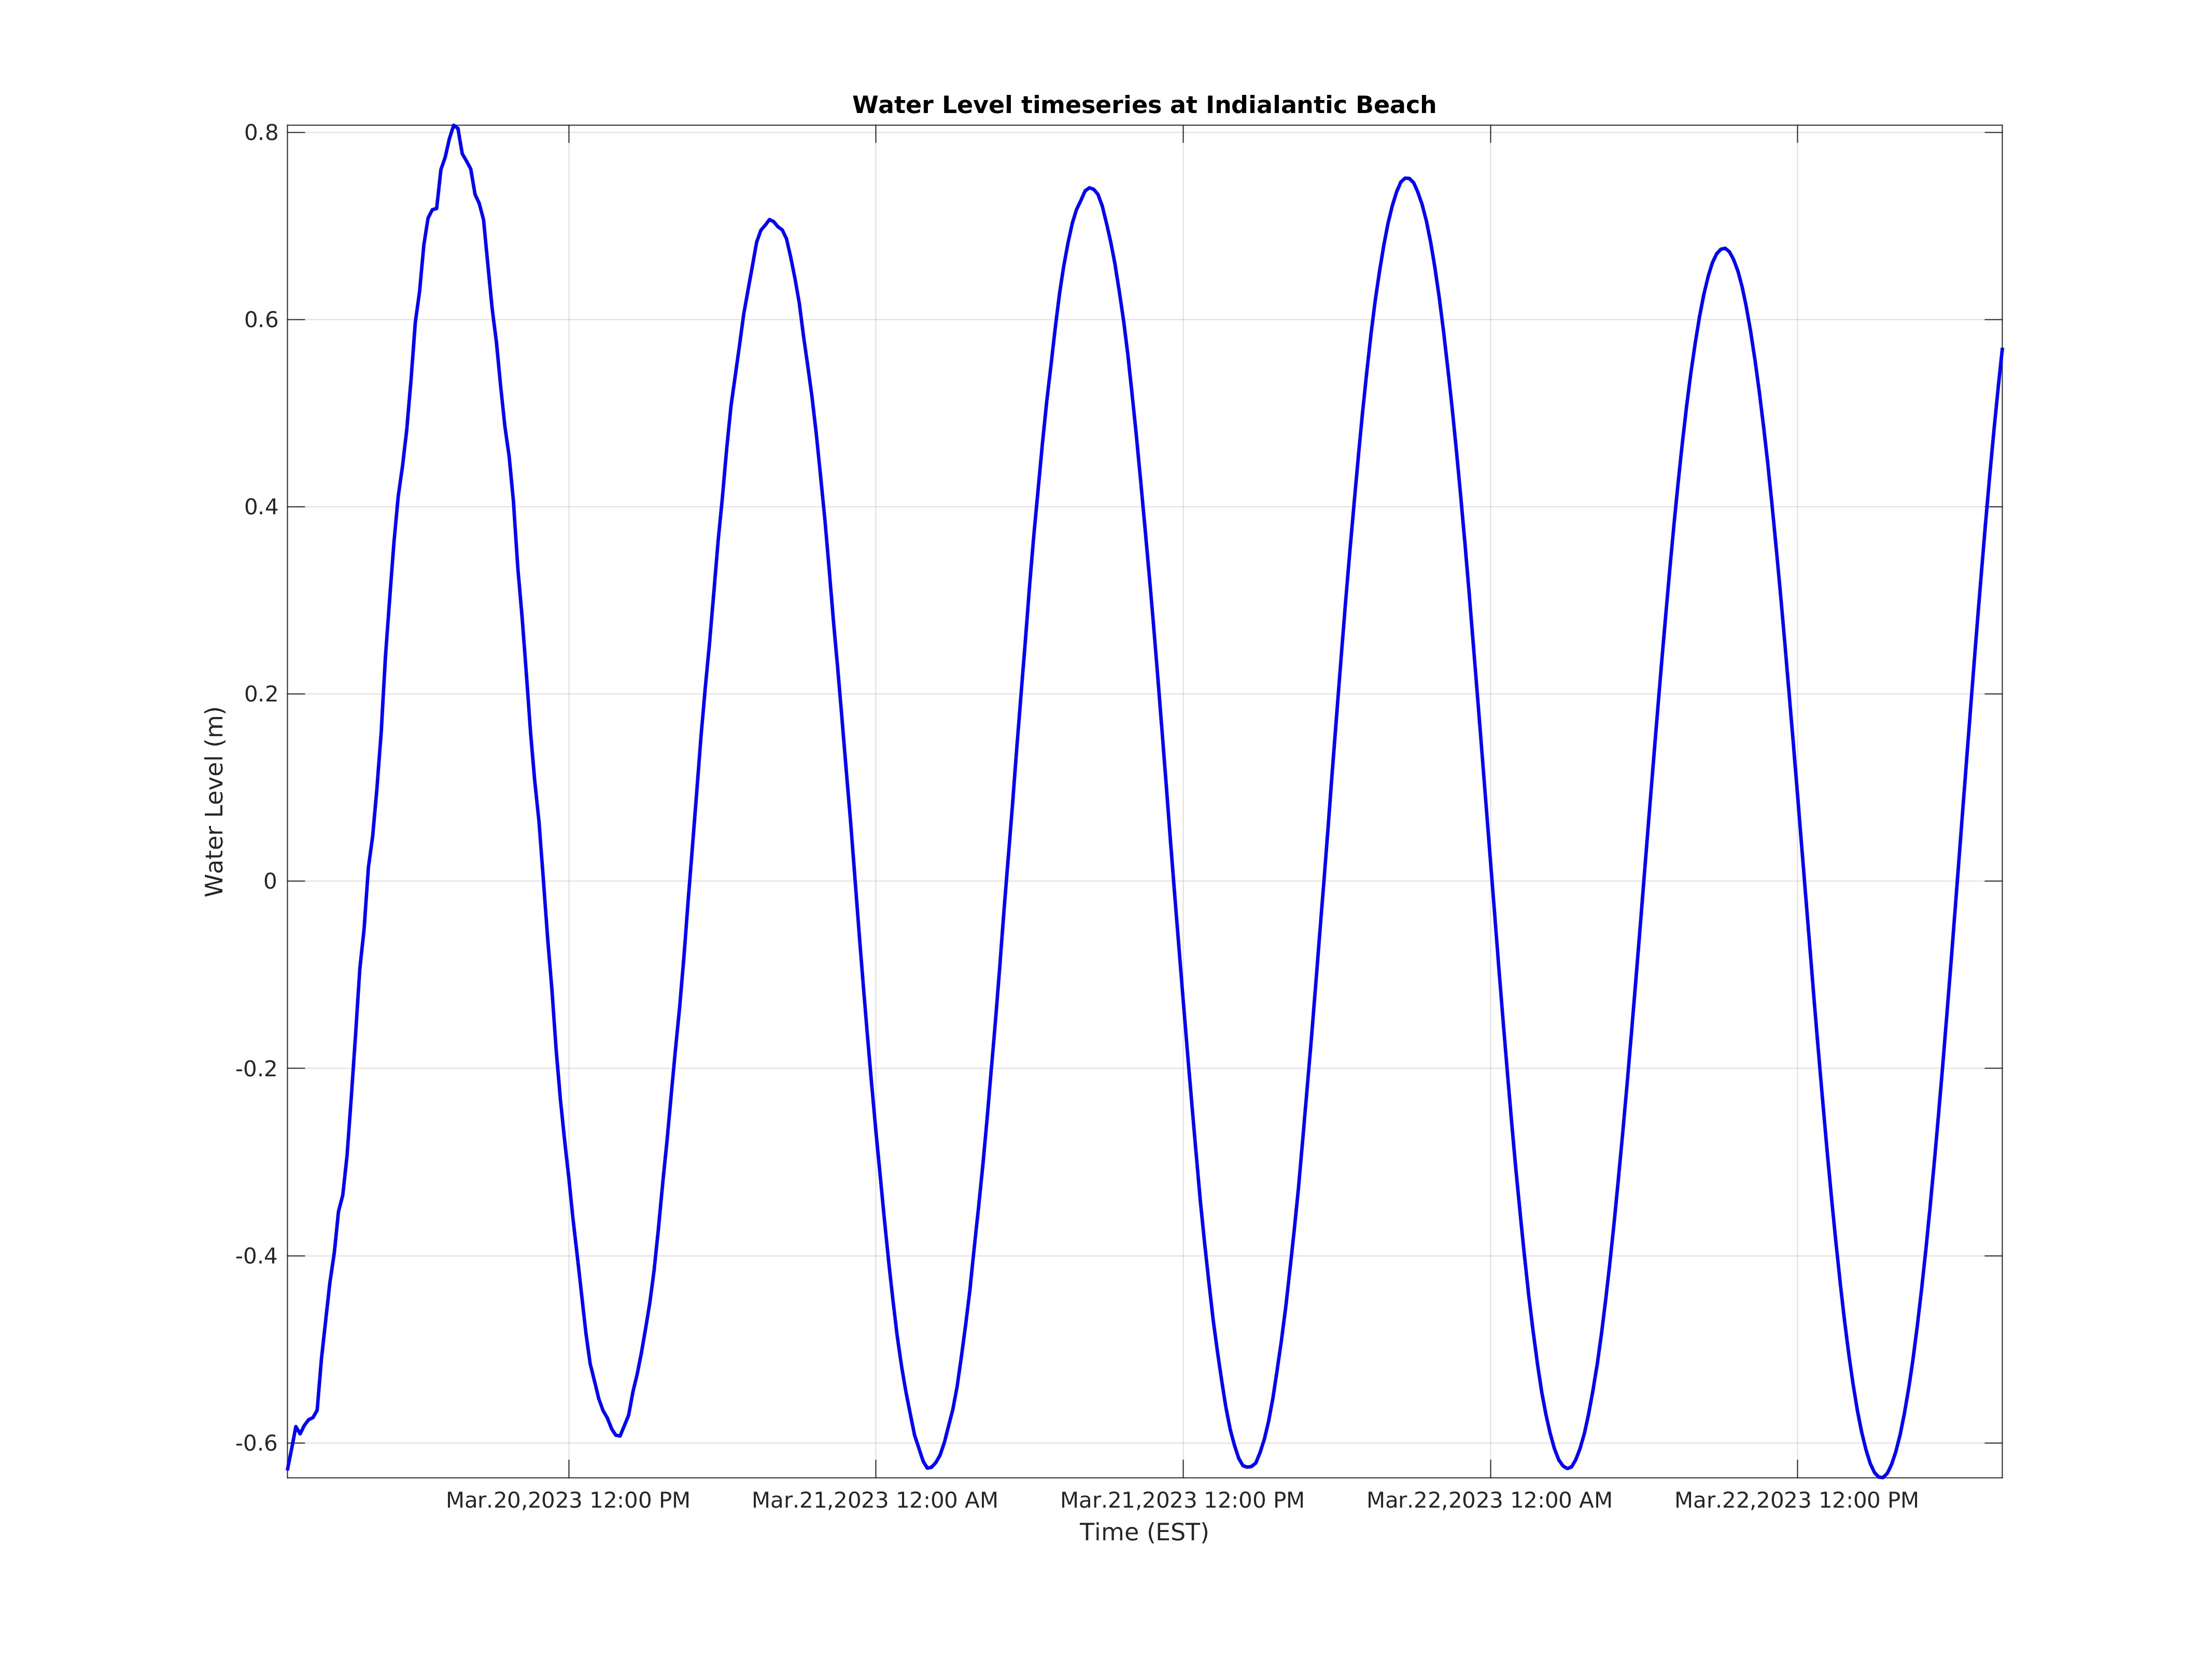 Water Level timeseries at Indialantic Beach
0.8
0.6
0.4
0.2
0
-0.2
-0.4
-0.6
Water Level (m)
Mar.20,2023 12:00 PM
Mar.21,2023 12:00 AM
Mar.21,2023 12:00 PM
Mar.22,2023 12:00 AM
Mar.22,2023 12:00 PM
Time (EST)